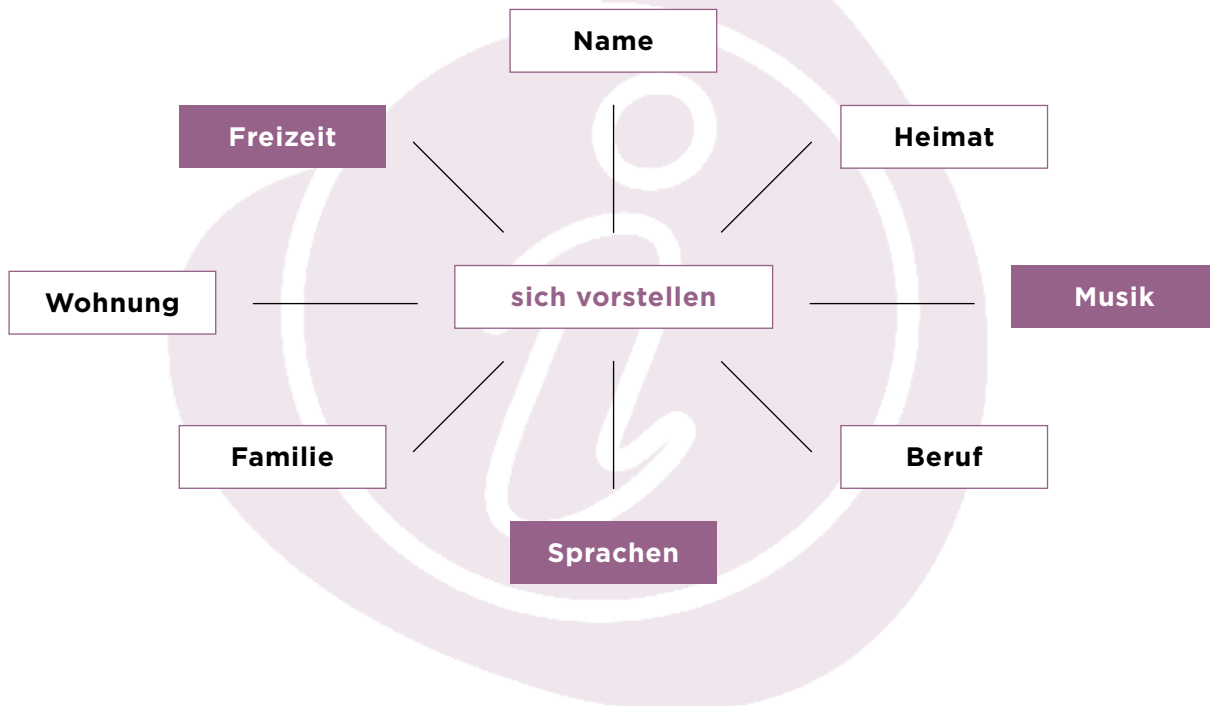 Name
Freizeit
Heimat
Wohnung
sich vorstellen
Musik
Familie
Beruf
Sprachen